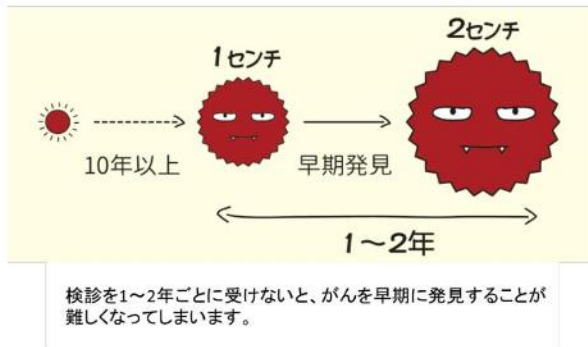 1センチ
2センチ
10年以上
早期発見
1～2年
検診を1～2年ごとに受けないと、がんを早期に発見することが
難しくなってしまいます。